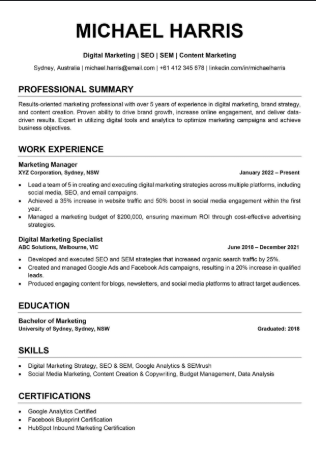 MICHAEL HARRIS
Digital Marketing | SEO | SEM | Content Marketing
Sydney, Australia | michael.harris@email.com | +61 412 345 678 | linkedin.com/in/michaelharris
PROFESSIONAL SUMMARY
Results-oriented marketing professional with over 5 years of experience in digital marketing, brand strategy,
and content creation. Proven ability to drive brand growth, increase online engagement, and deliver data-
driven results. Expert in utilizing digital tools and analytics to optimize marketing campaigns and achieve
business objectives.
WORK EXPERIENCE
Marketing Manager
XYZ Corporation, Sydney, NSW January 2022 – Present
• Lead a team of 5 in creating and executing digital marketing strategies across multiple platforms, including
social media, SEO, and email campaigns.
• Achieved a 35% increase in website traffic and 50% boost in social media engagement within the first
year.
• Managed a marketing budget of $200,000, ensuring maximum ROI through cost-effective advertising
strategies.
Digital Marketing Specialist
ABC Solutions, Melbourne, VIC June 2018 – December 2021
• Developed and executed SEO and SEM strategies that increased organic search traffic by 25%.
• Created and managed Google Ads and Facebook Ads campaigns, resulting in a 20% increase in qualified
leads.
• Produced engaging content for blogs, newsletters, and social media platforms to attract target audiences.
EDUCATION
Bachelor of Marketing
University of Sydney, Sydney, NSW Graduated: 2018
SKILLS
• Digital Marketing Strategy, SEO & SEM, Google Analytics & SEMrush
• Social Media Marketing, Content Creation & Copywriting, Budget Management, Data Analysis
CERTIFICATIONS
• Google Analytics Certified
• Facebook Blueprint Certification
• HubSpot Inbound Marketing Certification